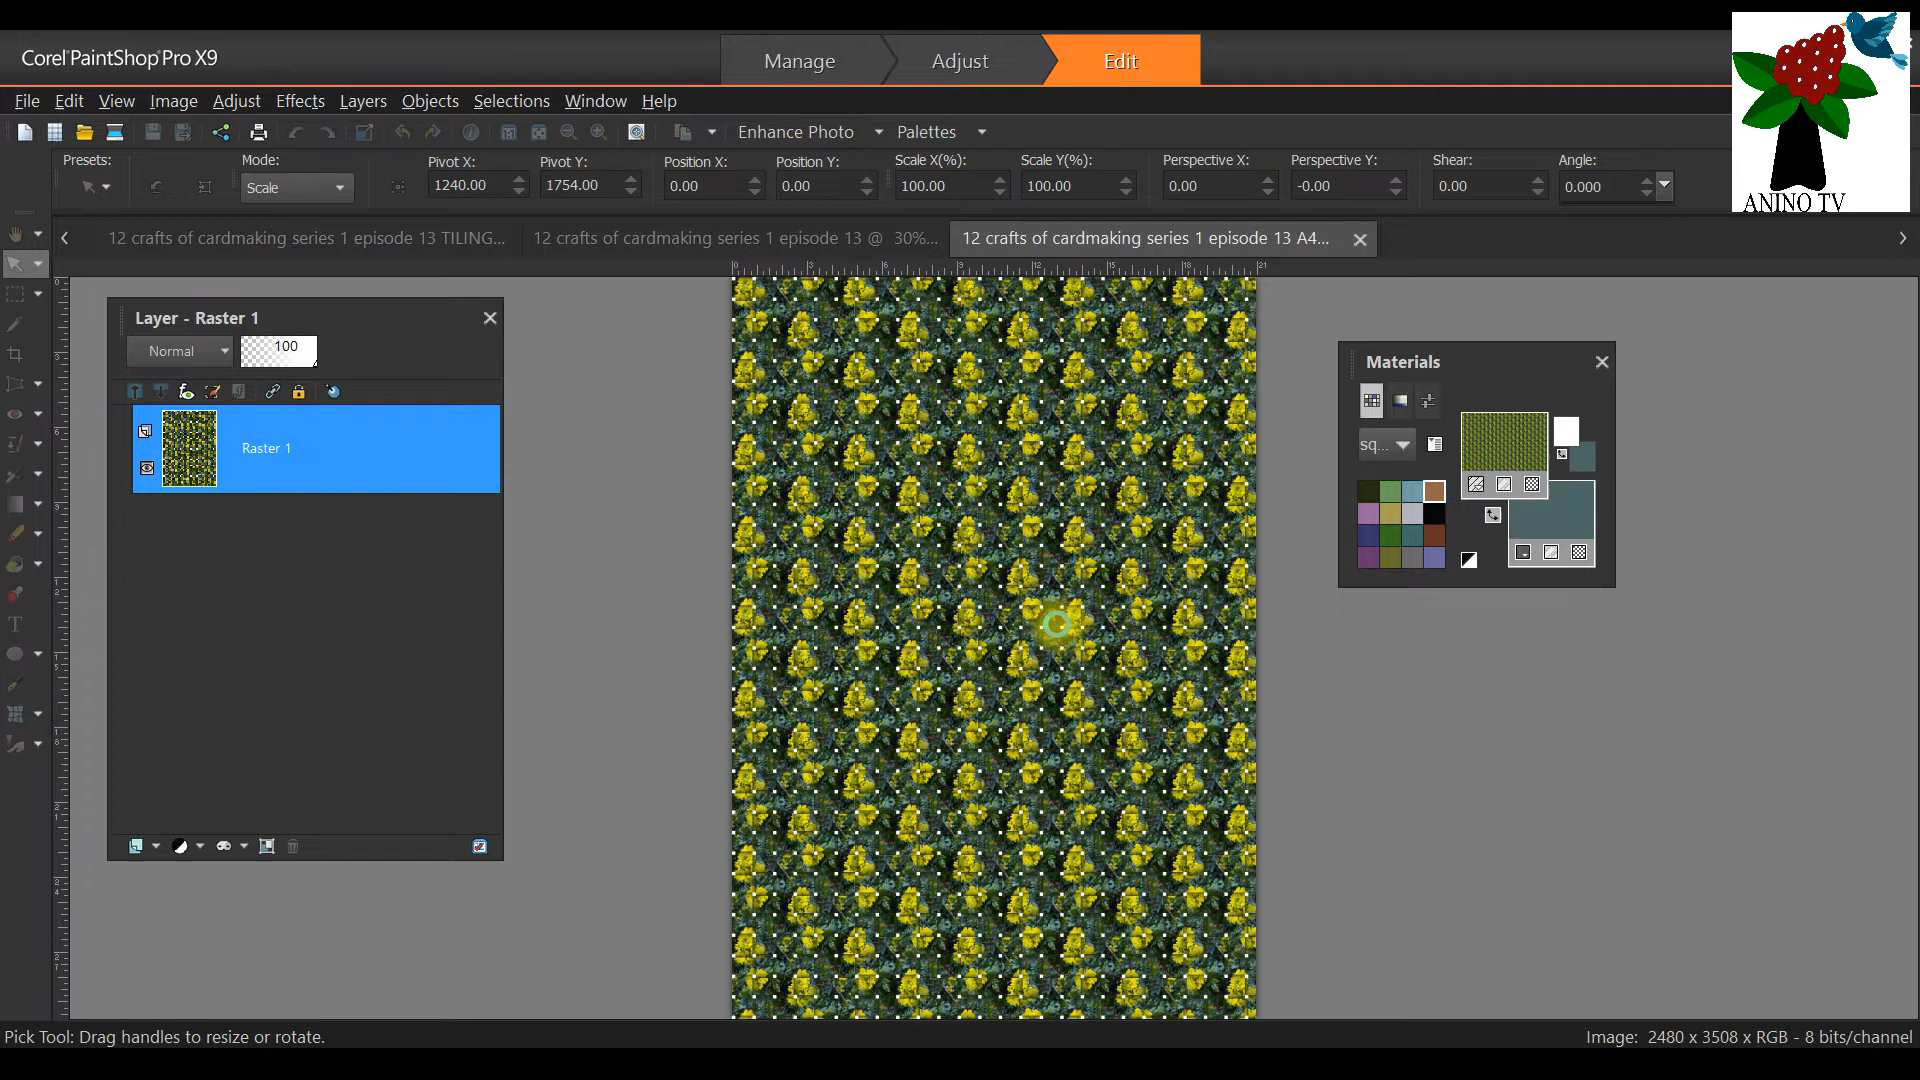 Corel PaintShop Pro X9
Manage
Adjust
Edit
File Edit View Image Adjust Effects Layers Objects Selections Window Help
Enhance Photo
Palettes
Presets:
Mode:
Scale
Pivot X:
1240.00
Pivot Y:
1754.00
Position X:
0.00
Position Y:
0.00
Scale X(%):
100.00
Scale Y(%):
100.00
Perspective X:
0.00
Perspective Y:
-0.00
Shear:
0.00
Angle:
0.000
ANINO TV
12 crafts of cardmaking series 1 episode 13 TILING...
12 crafts of cardmaking series 1 episode 13 @ 30%...
12 crafts of cardmaking series 1 episode 13 A4...
Layer - Raster 1
Normal
100
Raster 1
Materials
sq...
Pick Tool: Drag handles to resize or rotate.
Image: 2480 x 3508 x RGB - 8 bits/channel